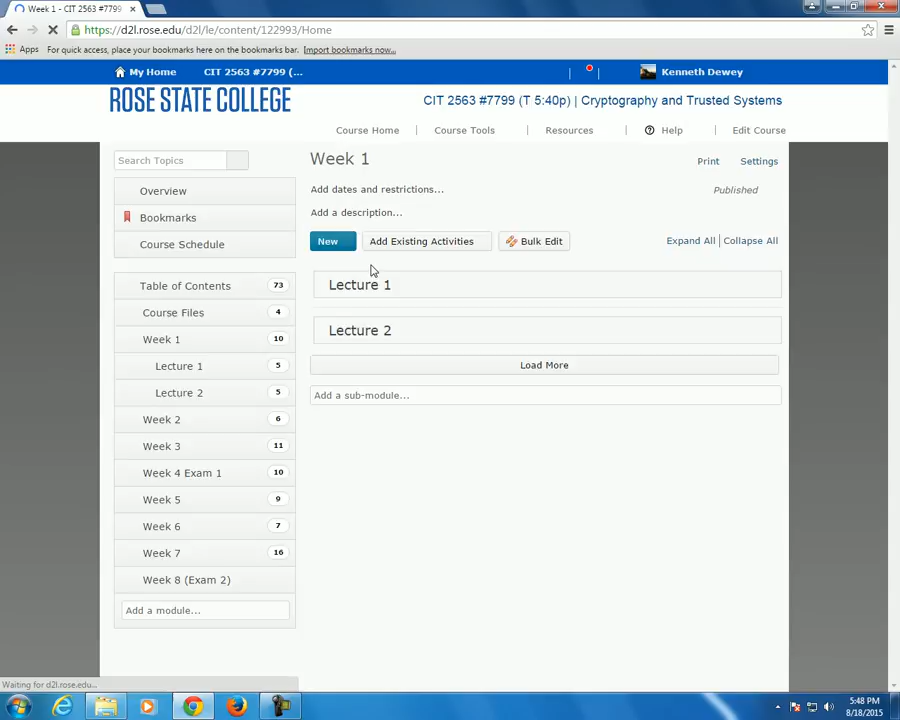 Week 1 - CIT 2563 #7799
https://d2l.rose.edu/d2l/le/content/122993/Home
Apps For quick access, place your bookmarks here on the bookmarks bar. Import bookmarks now...
My Home CIT 2563 #7799 (... Kenneth Dewey
ROSE STATE COLLEGE CIT 2563 #7799 (T 5:40p) | Cryptography and Trusted Systems
Course Home Course Tools Resources Help Edit Course
Search Topics
Overview
Bookmarks
Course Schedule
Table of Contents 73
Course Files 4
Week 1 10
Lecture 1 5
Lecture 2 5
Week 2 6
Week 3 11
Week 4 Exam 1 10
Week 5 9
Week 6 7
Week 7 16
Week 8 (Exam 2)
Add a module...
Week 1 Print Settings
Add dates and restrictions... Published
Add a description...
New Add Existing Activities Bulk Edit Expand All | Collapse All
Lecture 1
Lecture 2
Load More
Add a sub-module...
Waiting for d2l.rose.edu...
5:48 PM
8/18/2015